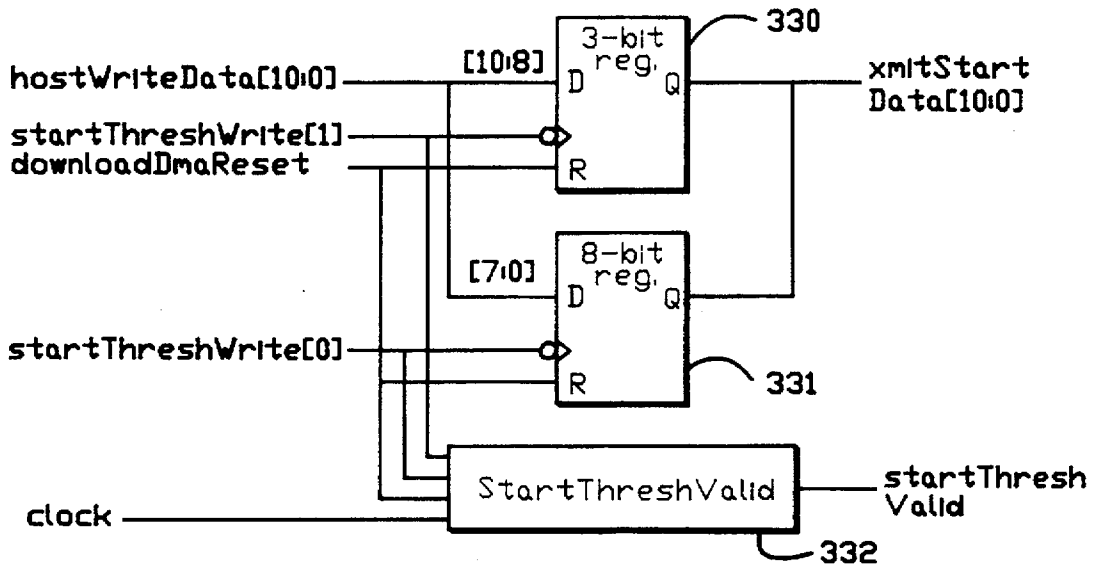 330
3-bit
reg.
[10:8]
hostWriteData[10:0]
D
Q
xmitStart
Data[10:0]
startThreshWrite[1]
downloadDmaReset
R
8-bit
reg.
[7:0]
D
Q
startThreshWrite[0]
R
331
StartThreshValid
startThresh
Valid
clock
332